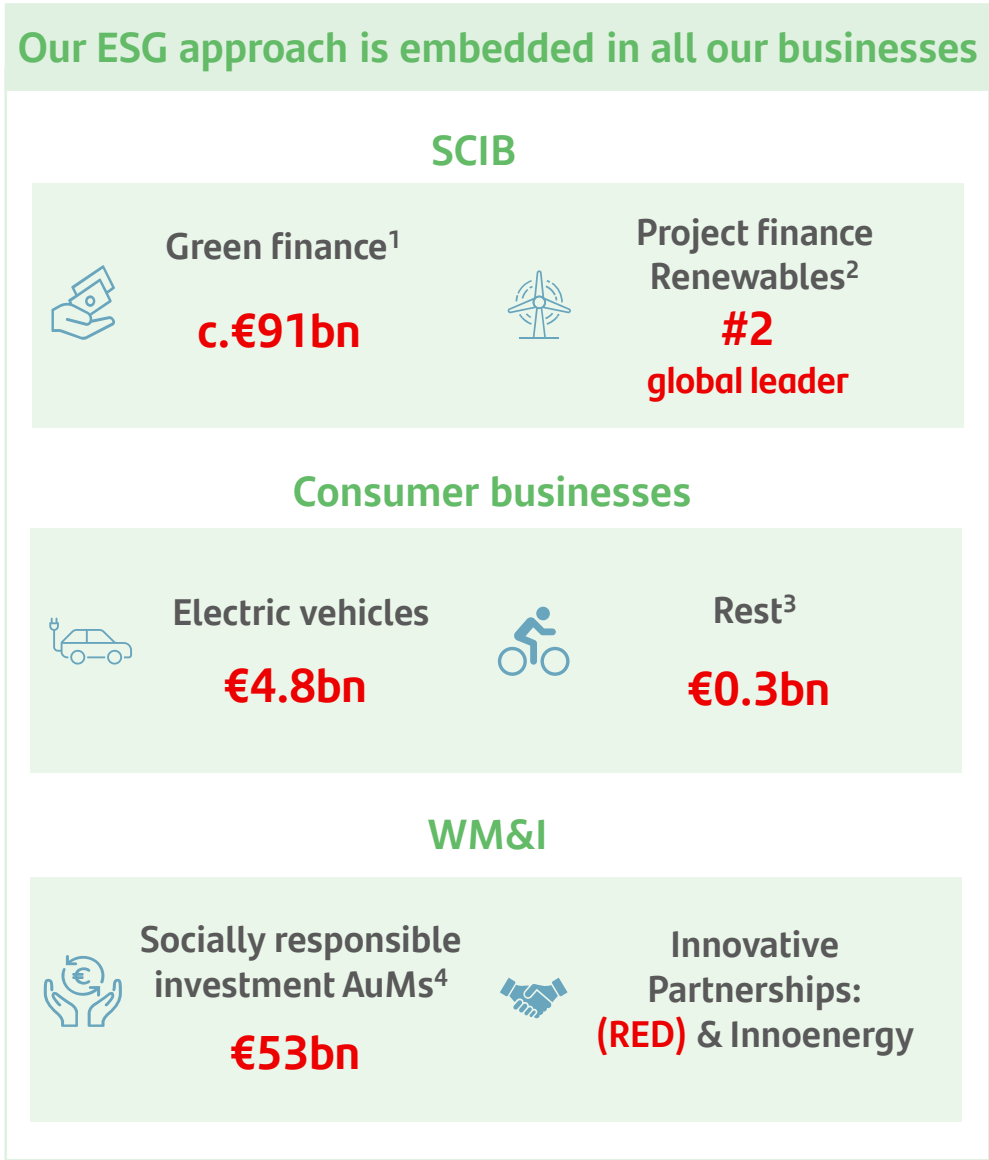 Our ESG approach is embedded in all our businesses
SCIB
Green finance¹
c.€91bn
Project finance
Renewables²
#2
global leader
Consumer businesses
Electric vehicles
€4.8bn
Rest³
€0.3bn
WM&I
€
Socially responsible
investment AuMs⁴
€53bn
Innovative
Partnerships:
(RED) & Innoenergy